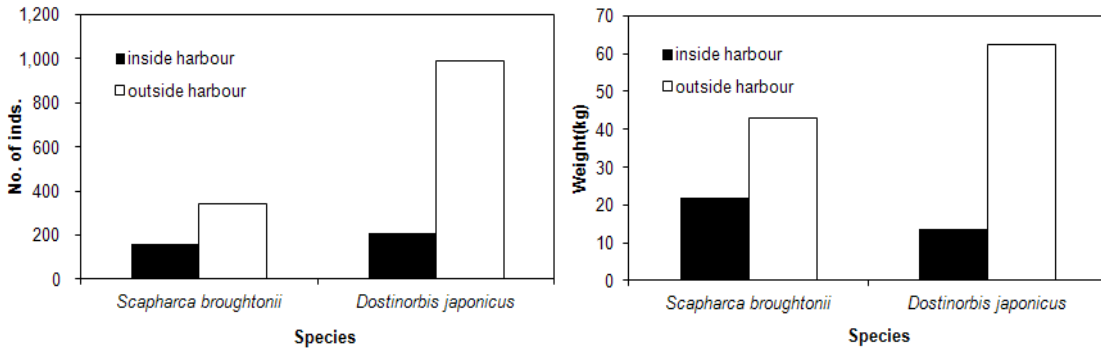 No. of inds.
1,200
1,000
800
600
400
200
0
inside harbour
outside harbour
Scapharca broughtonii Dostinorbis japonicus
Species
Weight(kg)
70
60
50
40
30
20
10
0
inside harbour
outside harbour
Scapharca broughtonii Dostinorbis japonicus
Species